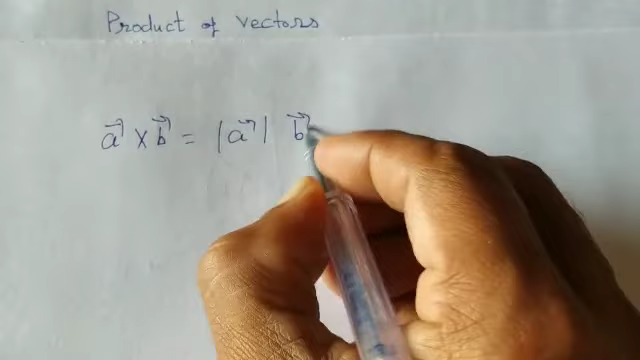 Product of vectors
a⃗ × b⃗ = |a⃗| b⃗